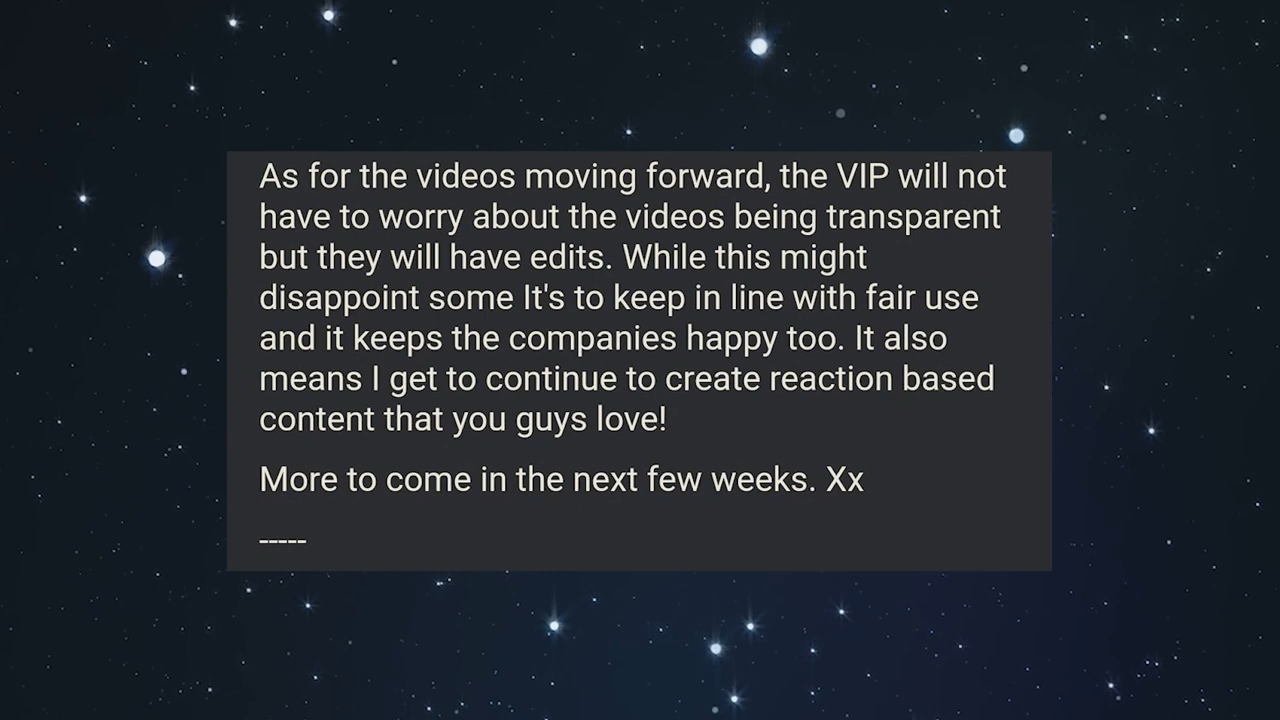 As for the videos moving forward, the VIP will not
have to worry about the videos being transparent
but they will have edits. While this might
disappoint some It's to keep in line with fair use
and it keeps the companies happy too. It also
means I get to continue to create reaction based
content that you guys love!
More to come in the next few weeks. Xx
-----